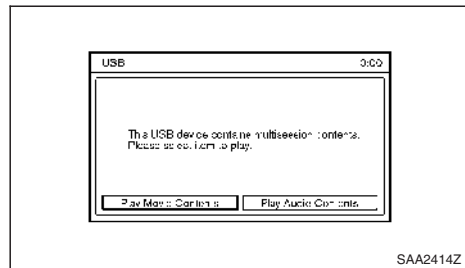 USB 0:00
This USB device contains multisession contents.
Please select item to play.
Play Movie Contents Play Audio Contents
SAA2414Z